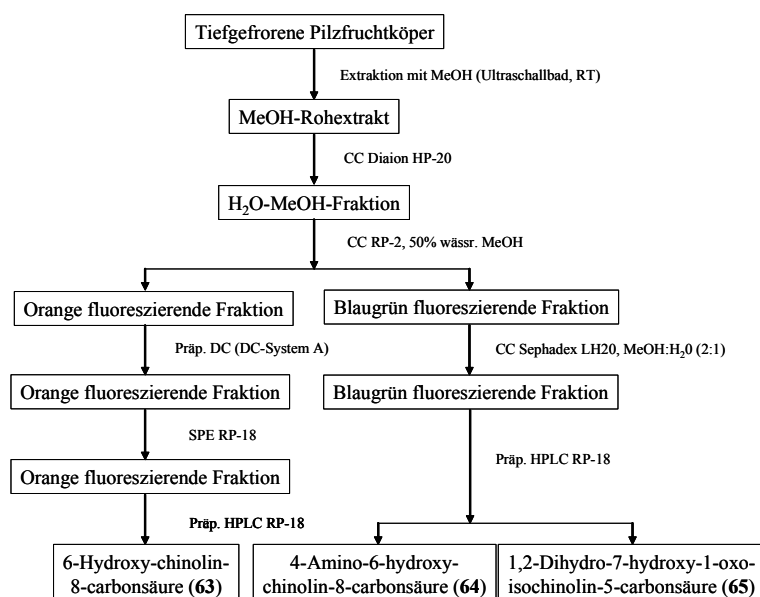 Tiefgefrorene Pilzfruchtköper
Extraktion mit MeOH (Ultraschallbad, RT)
MeOH-Rohextrakt
CC Diaion HP-20
H₂O-MeOH-Fraktion
CC RP-2, 50% wässr. MeOH
Orange fluoreszierende Fraktion
Blaugrün fluoreszierende Fraktion
Präp. DC (DC-System A)
CC Sephadex LH20, MeOH:H₂0 (2:1)
Orange fluoreszierende Fraktion
Blaugrün fluoreszierende Fraktion
SPE RP-18
Präp. HPLC RP-18
Orange fluoreszierende Fraktion
Präp. HPLC RP-18
6-Hydroxy-chinolin-
8-carbonsäure (63)
4-Amino-6-hydroxy-
chinolin-8-carbonsäure (64)
1,2-Dihydro-7-hydroxy-1-oxo-
isochinolin-5-carbonsäure (65)